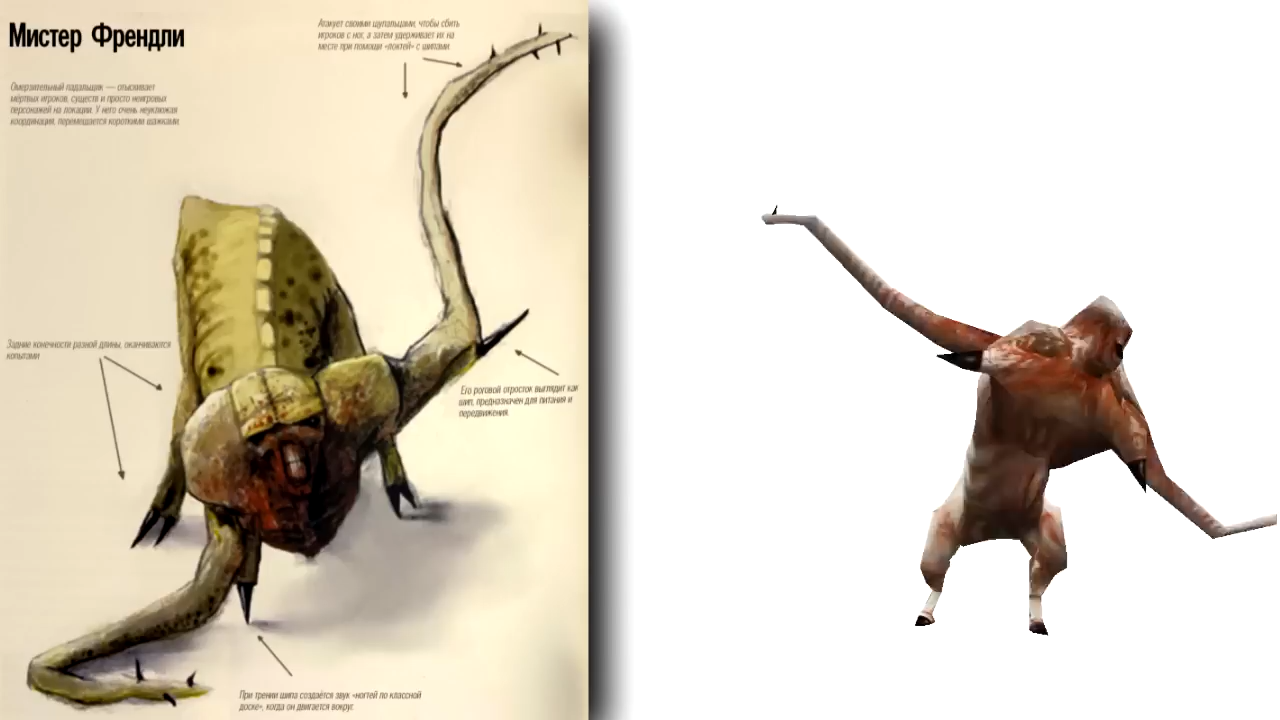 Мистер Френдли
Атакует своими щупальцами, чтобы сбить
игроков с ног, а затем удерживает их на
месте при помощи «локтей» с шипами.
Омерзительный падальщик — отыскивает
мёртвых игроков, существ и просто неигровых
персонажей на локации. У него очень неуклюжая
координация, перемещается короткими шажками.
Задние конечности разной длины, оканчиваются
копытами
Его роговой отросток выглядит как
шип, предназначен для питания и
передвижения.
При трении шипа создаётся звук «ногтей по классной
доске», когда он двигается вокруг.